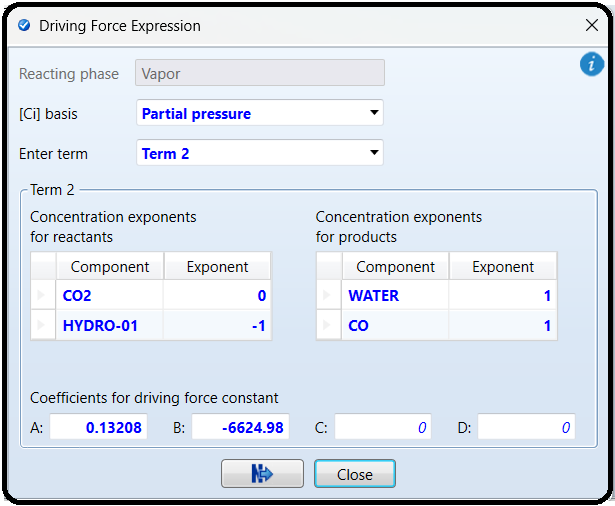 Driving Force Expression
Reacting phase Vapor
[Ci] basis Partial pressure
Enter term Term 2
Term 2
Concentration exponents for reactants
Component Exponent
CO2 0
HYDRO-01 -1
Concentration exponents for products
Component Exponent
WATER 1
CO 1
Coefficients for driving force constant
A: 0.13208 B: -6624.98 C: 0 D: 0
Close